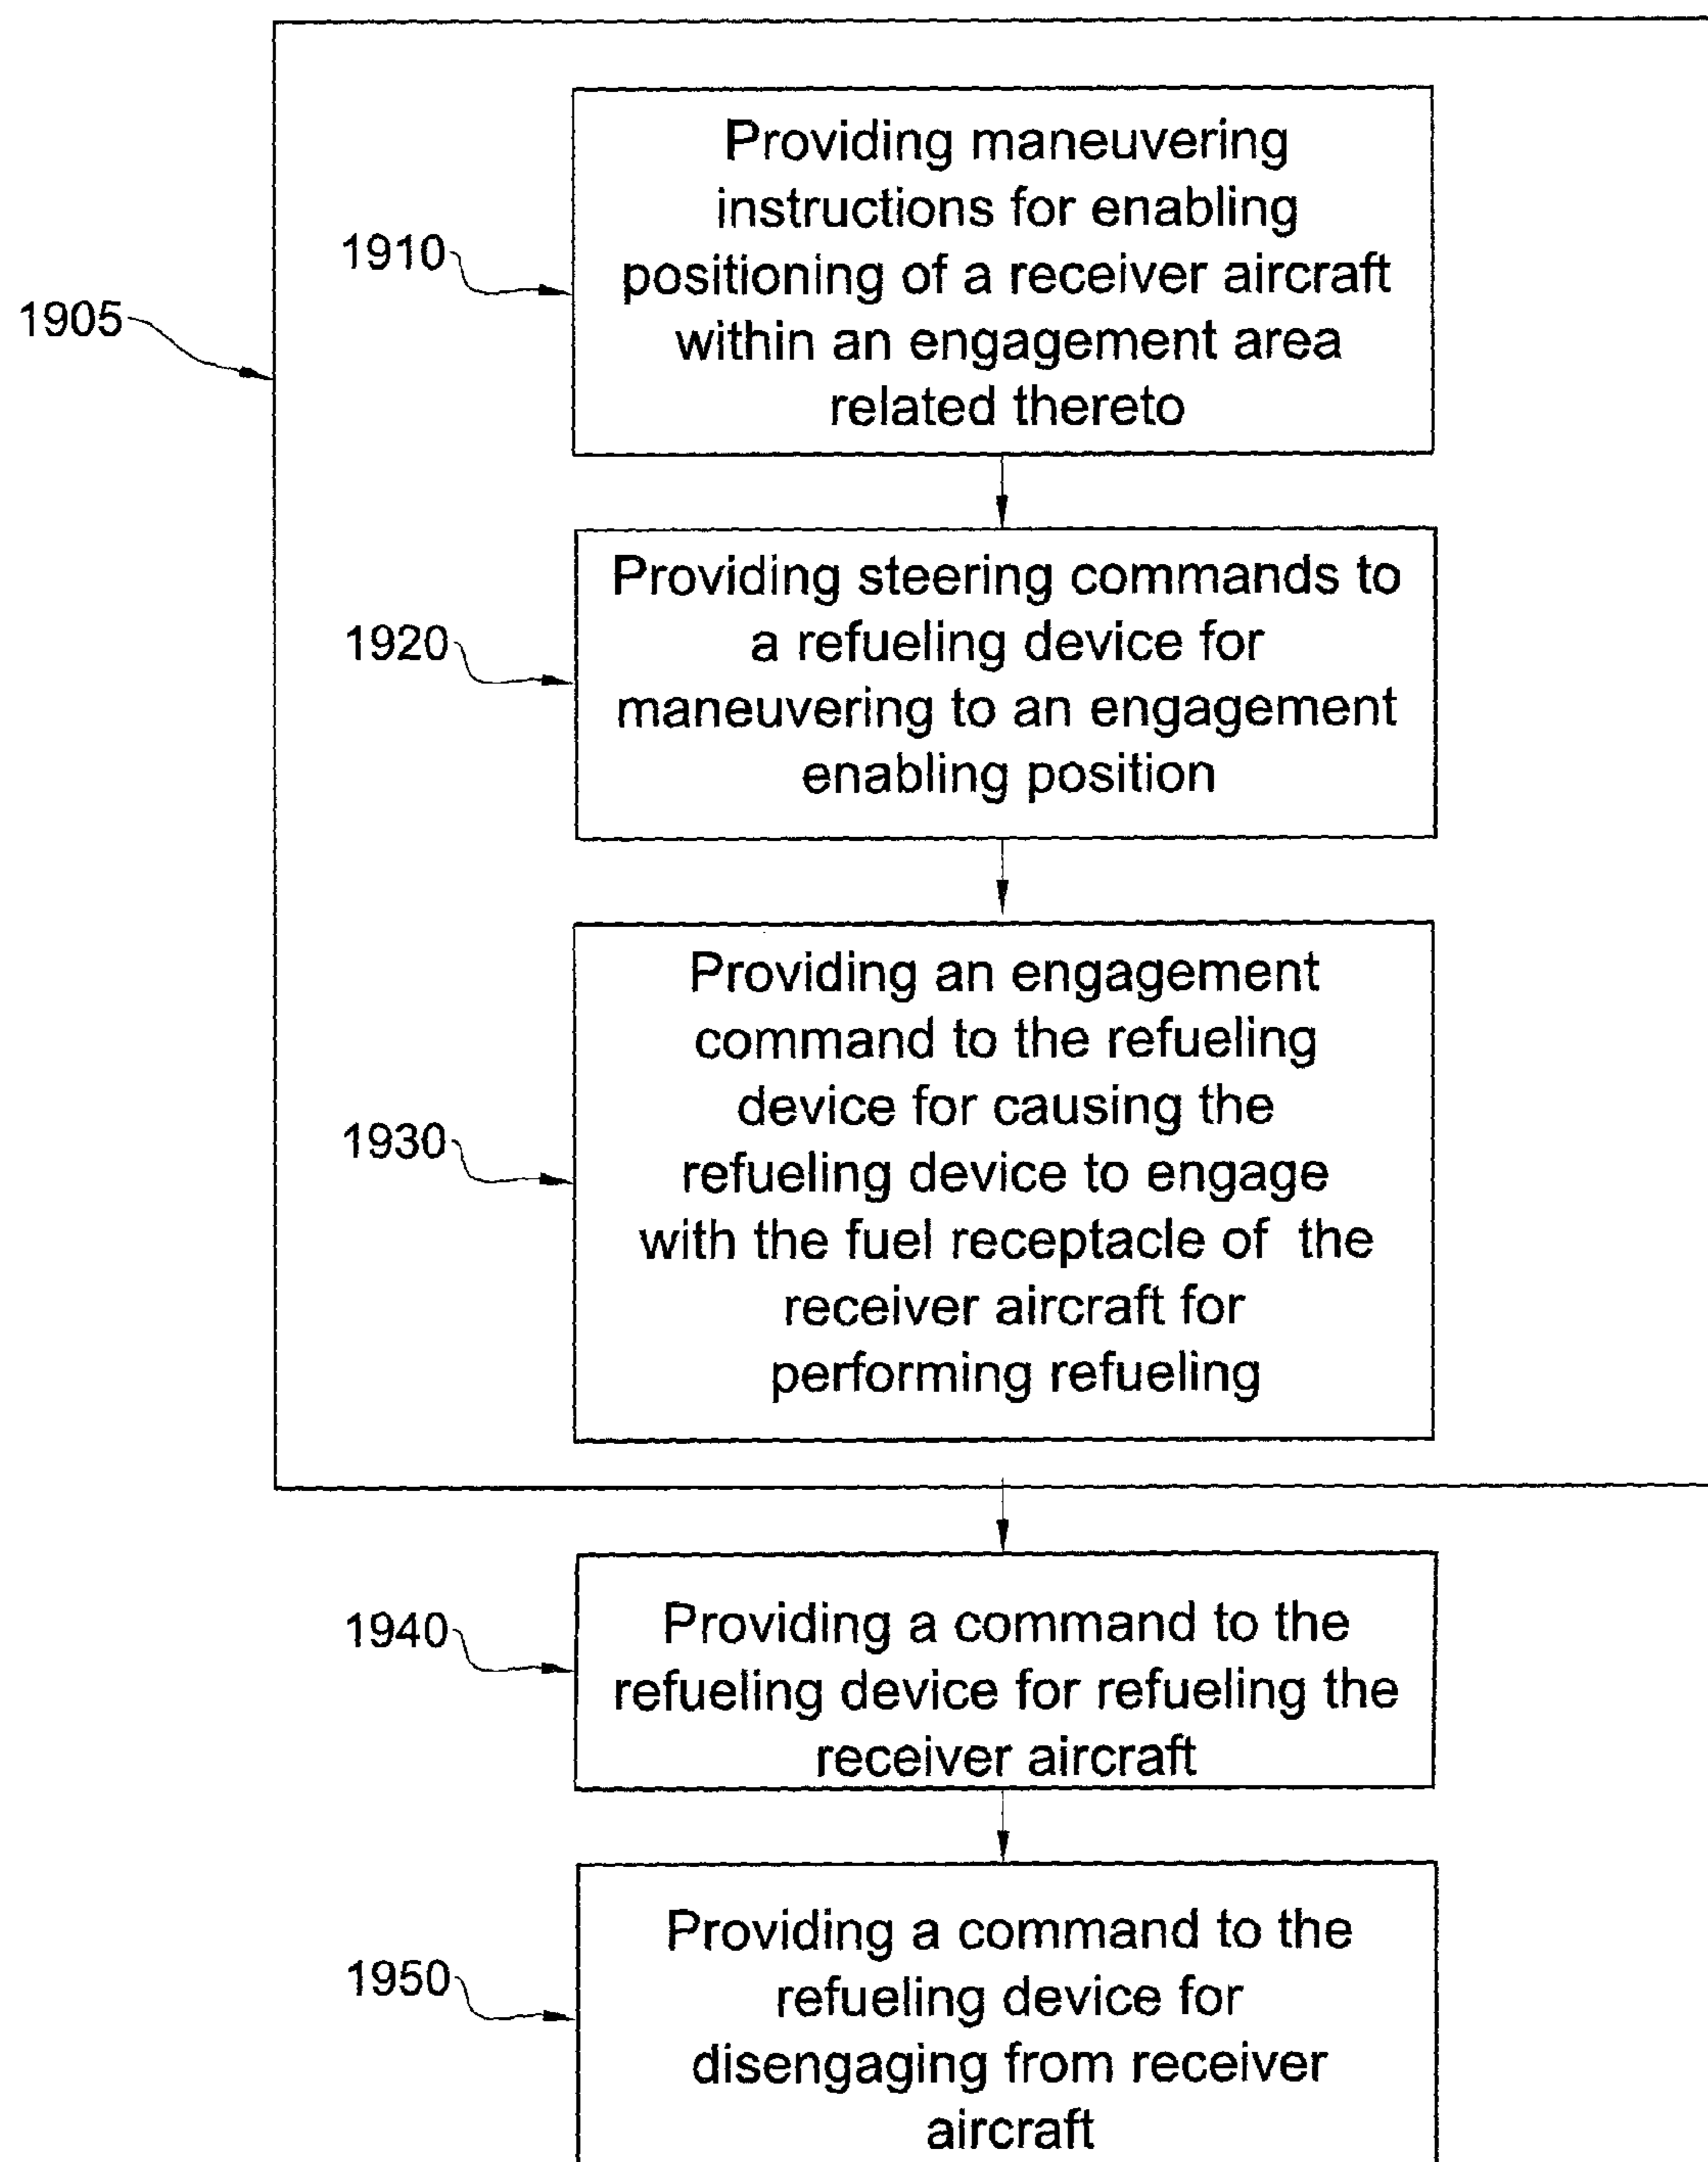 1905
1910
Providing maneuvering
instructions for enabling
positioning of a receiver aircraft
within an engagement area
related thereto
1920
Providing steering commands to
a refueling device for
maneuvering to an engagement
enabling position
1930
Providing an engagement
command to the refueling
device for causing the
refueling device to engage
with the fuel receptacle of the
receiver aircraft for
performing refueling
1940
Providing a command to the
refueling device for refueling the
receiver aircraft
1950
Providing a command to the
refueling device for
disengaging from receiver
aircraft